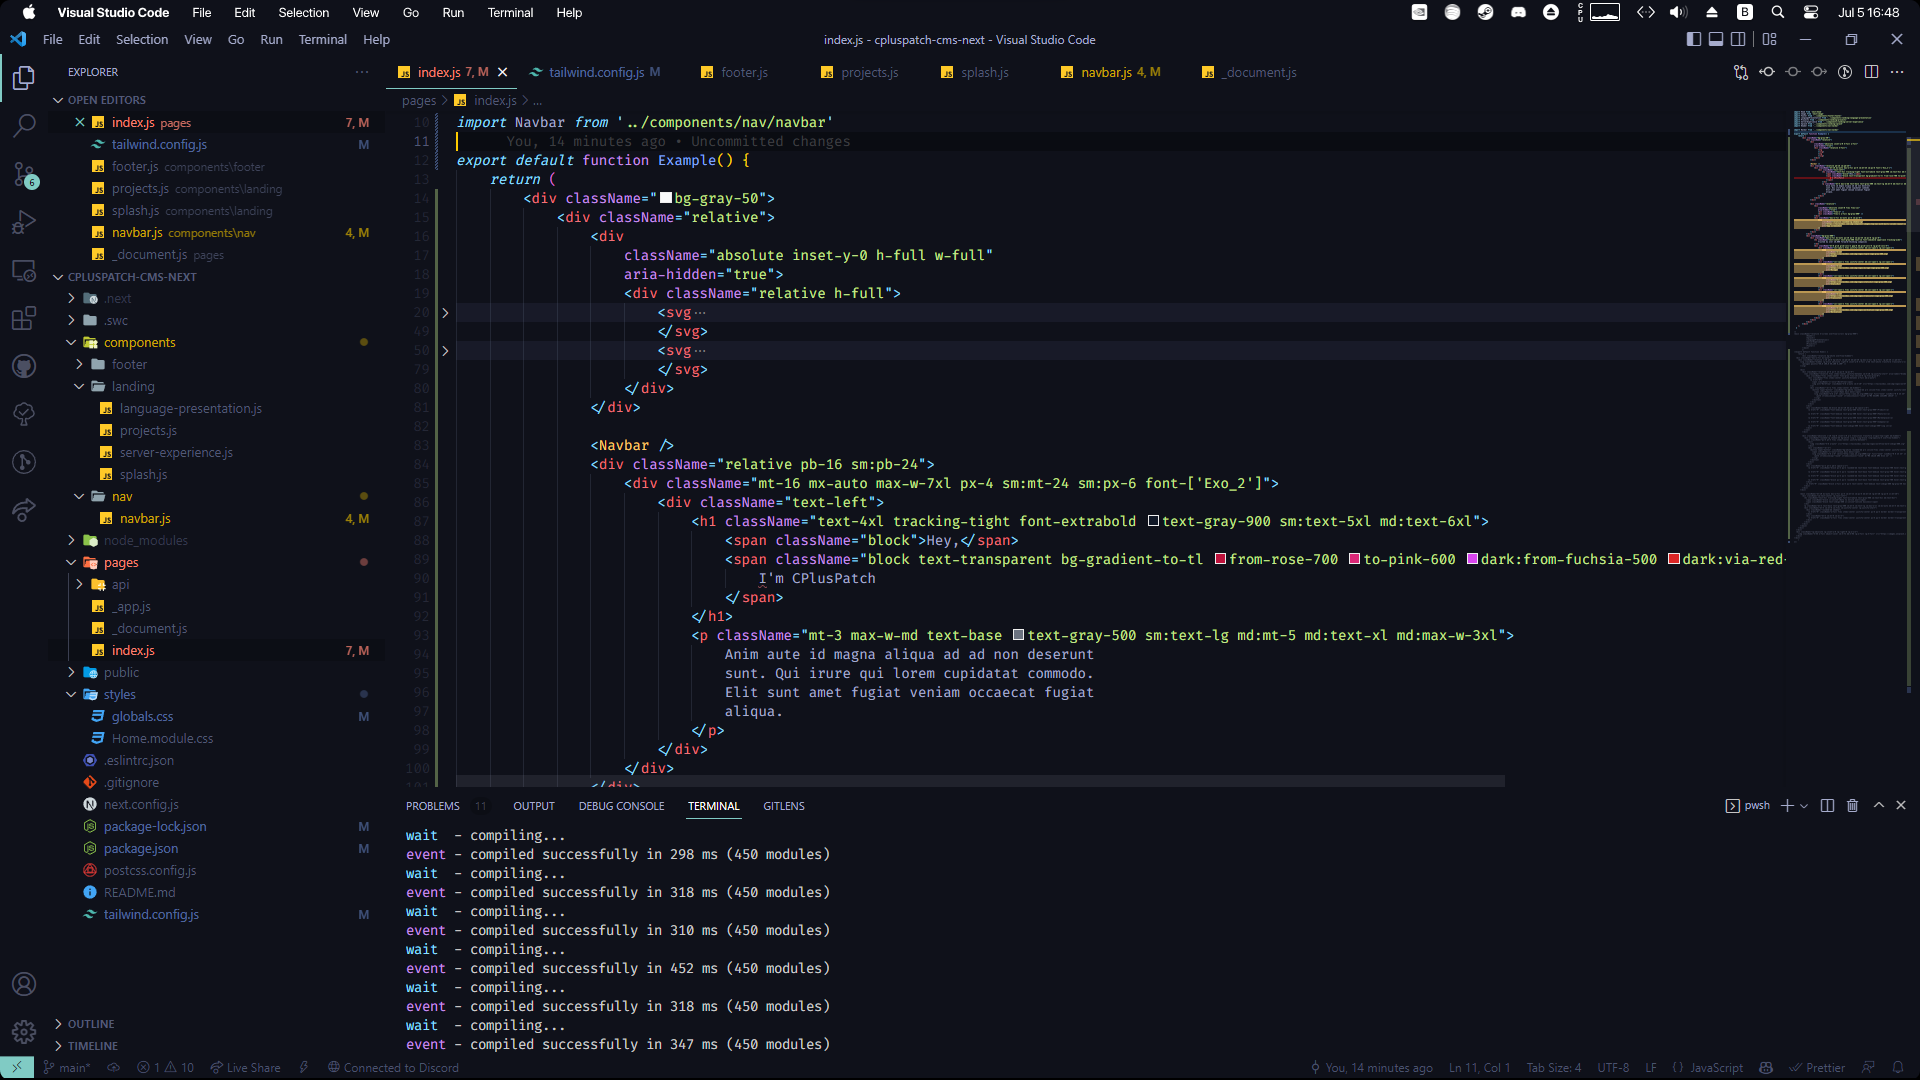 Visual Studio Code File Edit Selection View Go Run Terminal Help
CPU B Jul 5 16:48
File Edit Selection View Go Run Terminal Help
index.js - cpluspatch-cms-next - Visual Studio Code
EXPLORER
OPEN EDITORS
index.js pages 7, M
tailwind.config.js M
footer.js components\footer
projects.js components\landing
splash.js components\landing
navbar.js components\nav 4, M
_document.js pages
CPLUSPATCH-CMS-NEXT
.next
.swc
components
footer
landing
language-presentation.js
projects.js
server-experience.js
splash.js
nav
navbar.js 4, M
node_modules
pages
api
_app.js
_document.js
index.js 7, M
public
styles
globals.css M
Home.module.css
.eslintrc.json
.gitignore
next.config.js
package-lock.json M
package.json M
postcss.config.js
README.md
tailwind.config.js M
OUTLINE
TIMELINE
6
index.js 7, M tailwind.config.js M footer.js projects.js splash.js navbar.js 4, M _document.js
pages > index.js > ...
10 import Navbar from '../components/nav/navbar'
11 You, 14 minutes ago • Uncommitted changes
12 export default function Example() {
13 return (
14 <div className="bg-gray-50">
15 <div className="relative">
16 <div
17 className="absolute inset-y-0 h-full w-full"
18 aria-hidden="true">
19 <div className="relative h-full">
20 <svg ...
49 </svg>
50 <svg ...
79 </svg>
80 </div>
81 </div>
82
83 <Navbar />
84 <div className="relative pb-16 sm:pb-24">
85 <div className="mt-16 mx-auto max-w-7xl px-4 sm:mt-24 sm:px-6 font-['Exo_2']">
86 <div className="text-left">
87 <h1 className="text-4xl tracking-tight font-extrabold text-gray-900 sm:text-5xl md:text-6xl">
88 <span className="block">Hey,</span>
89 <span className="block text-transparent bg-gradient-to-tl from-rose-700 to-pink-600 dark:from-fuchsia-500 dark:via-red-
90 I'm CPlusPatch
91 </span>
92 </h1>
93 <p className="mt-3 max-w-md text-base text-gray-500 sm:text-lg md:mt-5 md:text-xl md:max-w-3xl">
94 Anim aute id magna aliqua ad ad non deserunt
95 sunt. Qui irure qui lorem cupidatat commodo.
96 Elit sunt amet fugiat veniam occaecat fugiat
97 aliqua.
98 </p>
99 </div>
100 </div>
101 </div>
PROBLEMS 11 OUTPUT DEBUG CONSOLE TERMINAL GITLENS
pwsh
wait - compiling...
event - compiled successfully in 298 ms (450 modules)
wait - compiling...
event - compiled successfully in 318 ms (450 modules)
wait - compiling...
event - compiled successfully in 310 ms (450 modules)
wait - compiling...
event - compiled successfully in 452 ms (450 modules)
wait - compiling...
event - compiled successfully in 318 ms (450 modules)
wait - compiling...
event - compiled successfully in 347 ms (450 modules)
main* 1 10 Live Share Connected to Discord
You, 14 minutes ago Ln 11, Col 1 Tab Size: 4 UTF-8 LF {} JavaScript Prettier